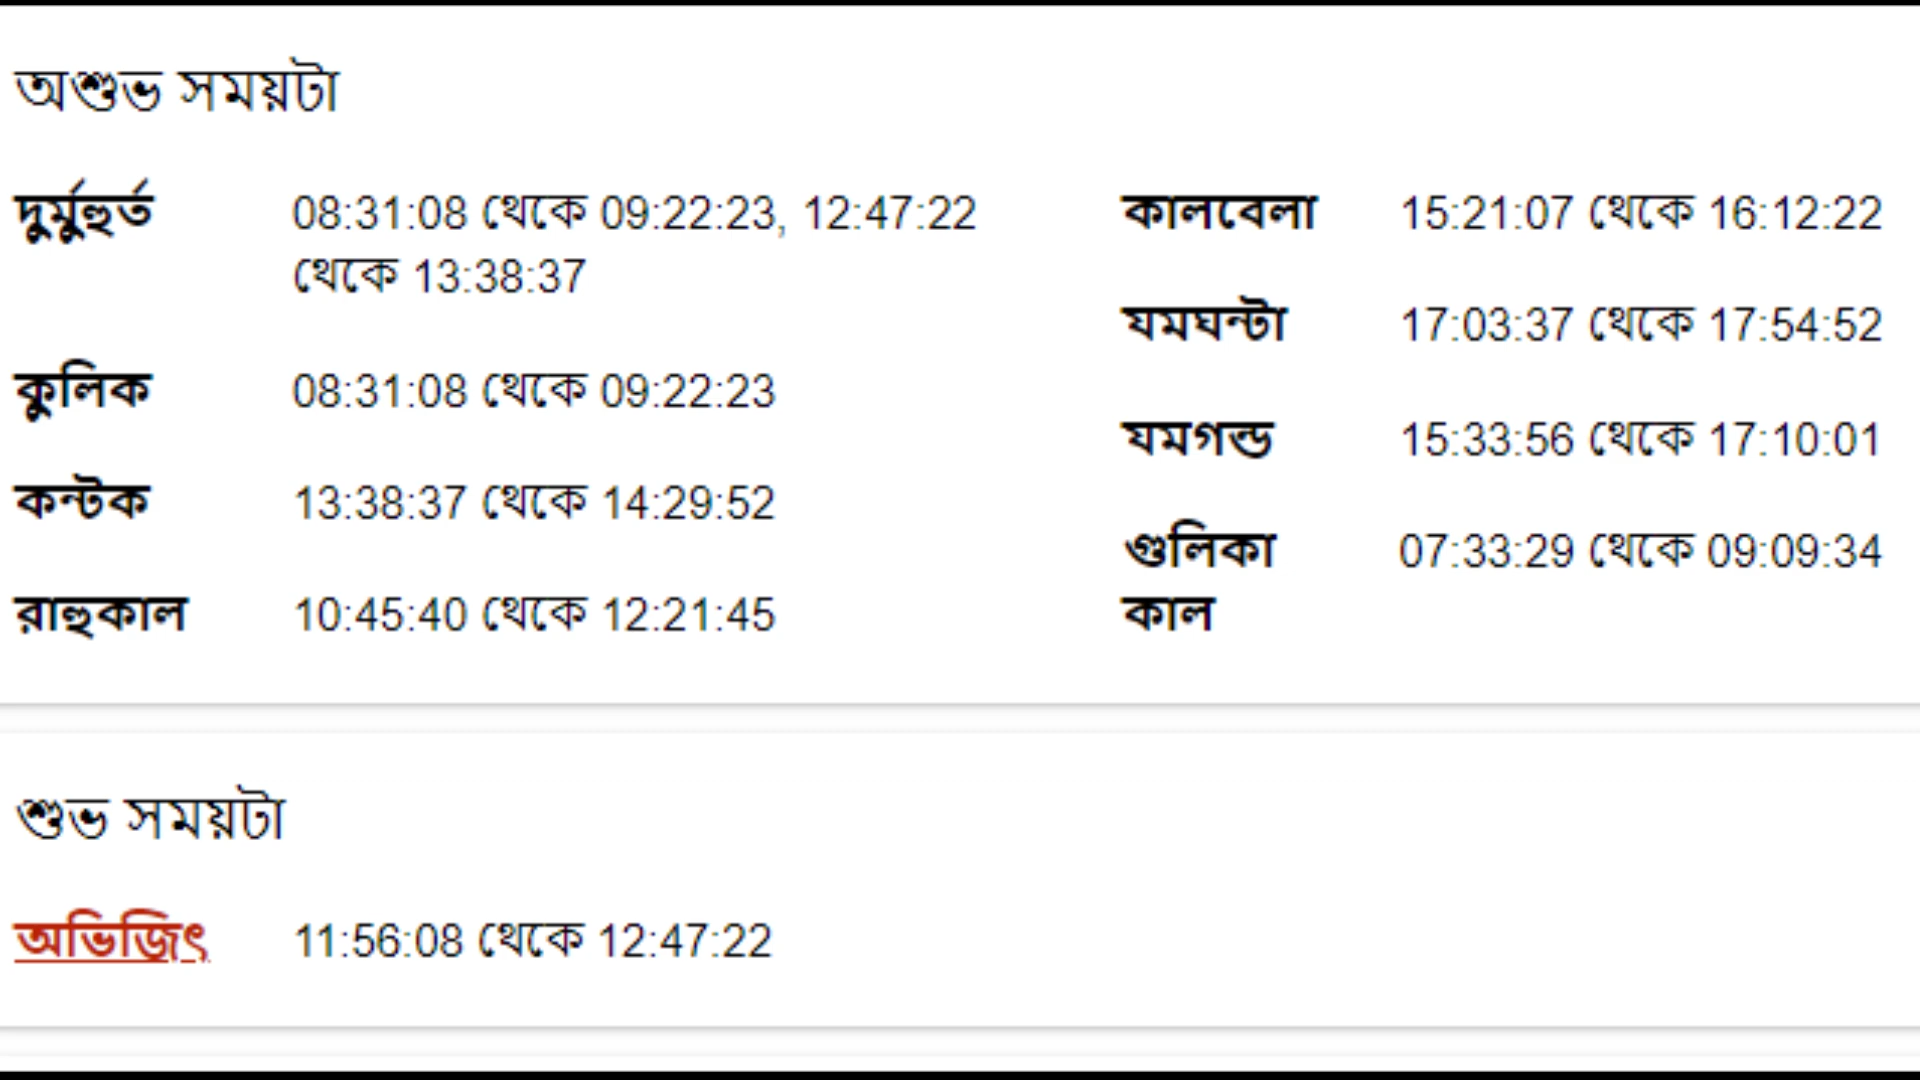 অশুভ সময়টা
দুর্মুহুর্ত 08:31:08 থেকে 09:22:23, 12:47:22
থেকে 13:38:37
কুলিক 08:31:08 থেকে 09:22:23
কন্টক 13:38:37 থেকে 14:29:52
রাহুকাল 10:45:40 থেকে 12:21:45
কালবেলা 15:21:07 থেকে 16:12:22
যমঘন্টা 17:03:37 থেকে 17:54:52
যমগন্ড 15:33:56 থেকে 17:10:01
গুলিকা 07:33:29 থেকে 09:09:34
কাল
শুভ সময়টা
অভিজিৎ 11:56:08 থেকে 12:47:22